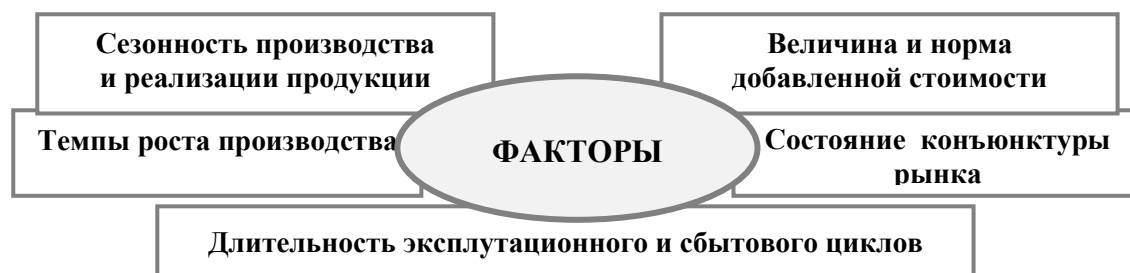 Сезонность производства
и реализации продукции
Величина и норма
добавленной стоимости
Темпы роста производства
ФАКТОРЫ
Состояние конъюнктуры
рынка
Длительность эксплутационного и сбытового циклов